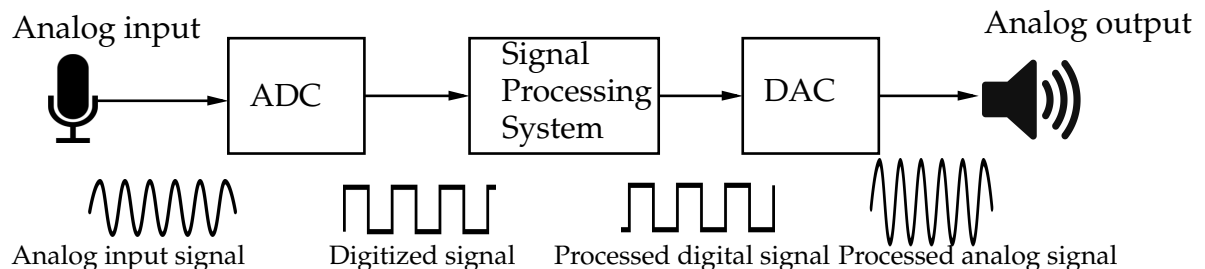 Analog input
Analog output
ADC
Signal
Processing
System
DAC
Analog input signal
Digitized signal
Processed digital signal
Processed analog signal